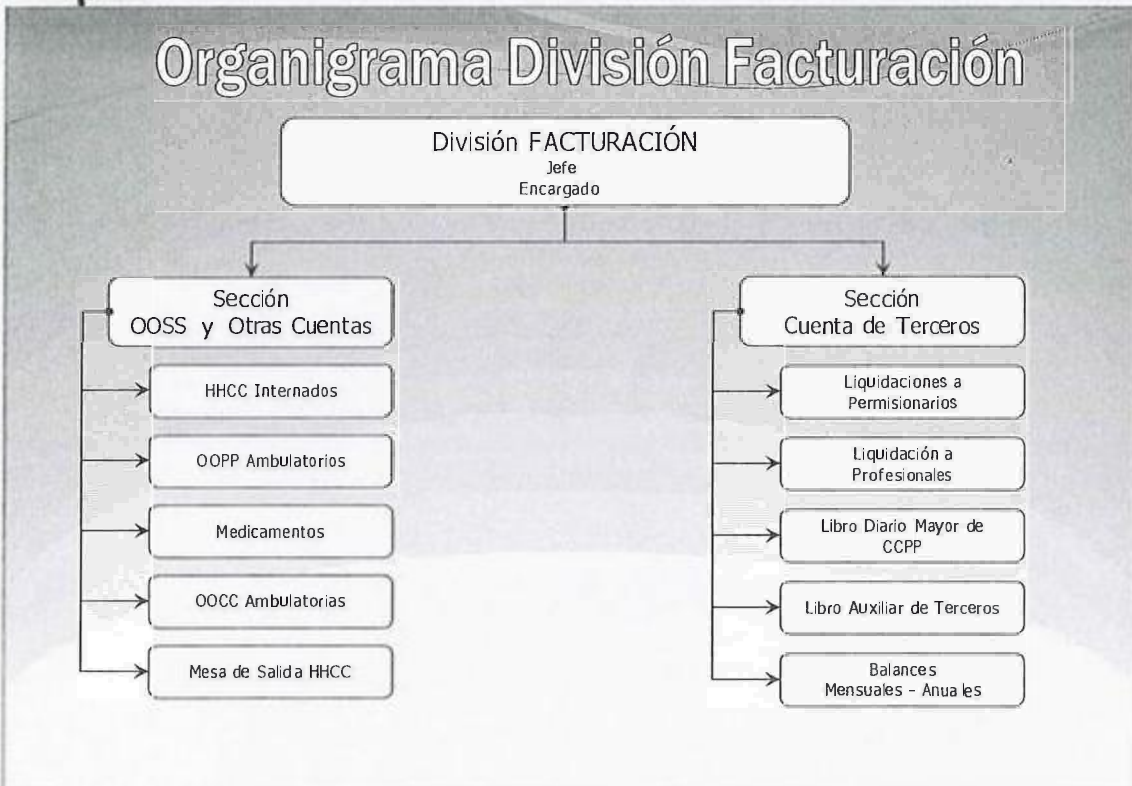 Organigrama División Facturación
División FACTURACIÓN
Jefe
Encargado
Sección
OOSS y Otras Cuentas
HHCC Internados
OOPP Ambulatorios
Medicamentos
OOCC Ambulatorias
Mesa de Salida HHCC
Sección
Cuenta de Terceros
Liquidaciones a
Permisionarios
Liquidación a
Profesionales
Libro Diario Mayor de
CCPP
Libro Auxiliar de Terceros
Balances
Mensuales - Anuales